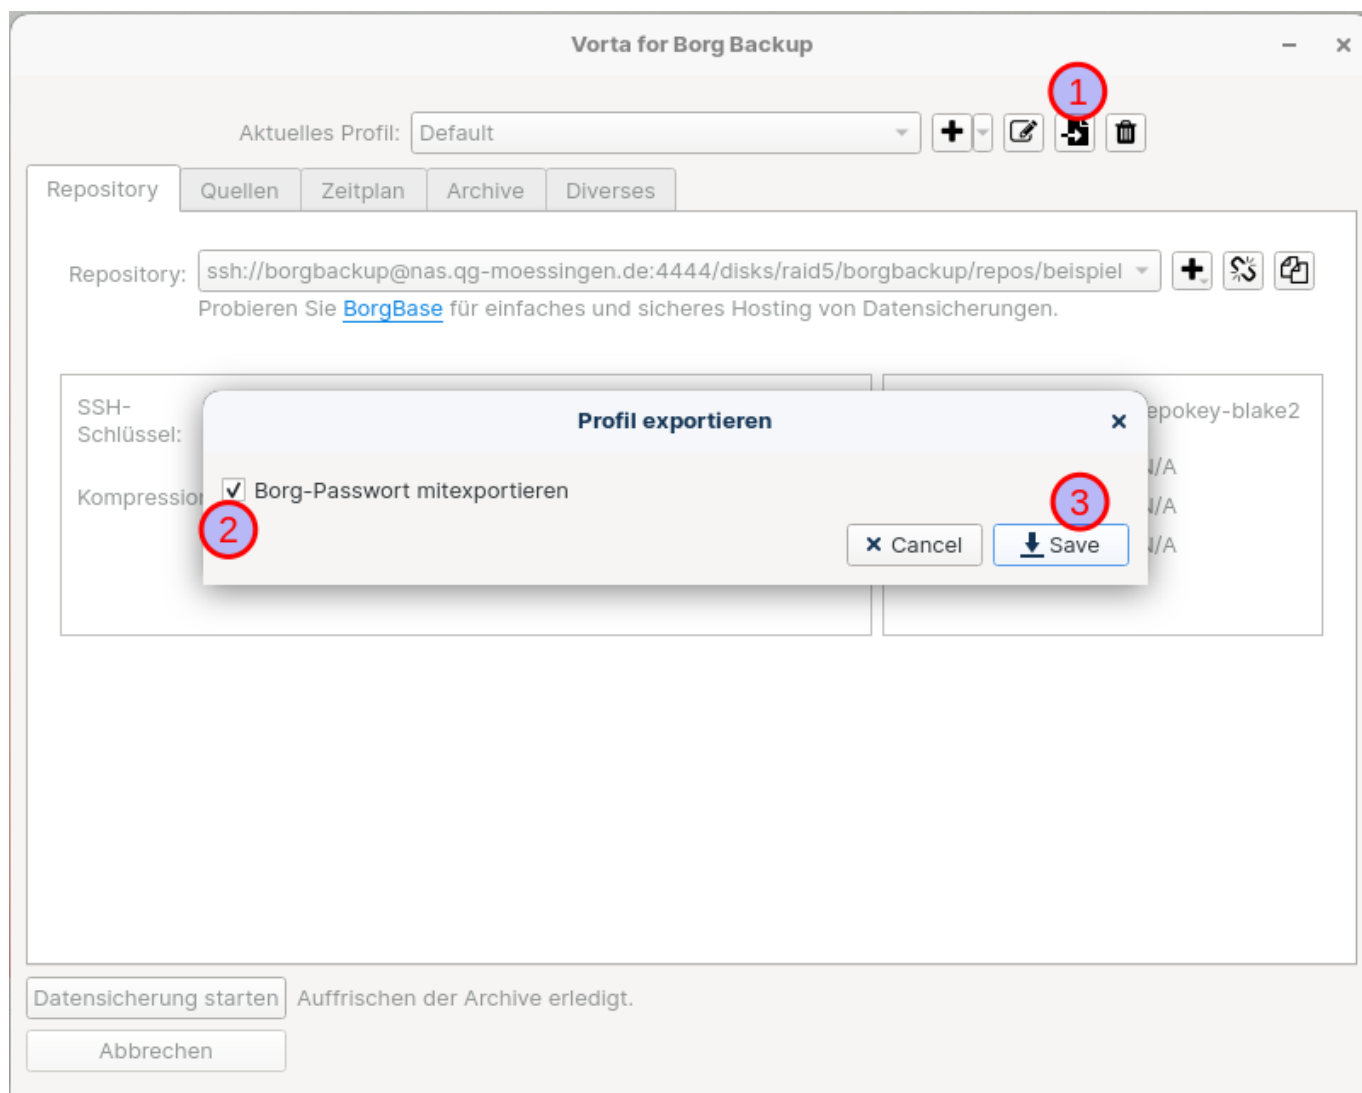 Vorta for Borg Backup
1
Aktuelles Profil: Default
Repository Quellen Zeitplan Archive Diverses
Repository: ssh://borgbackup@nas.qg-moessingen.de:4444/disks/raid5/borgbackup/repos/beispiel
Probieren Sie BorgBase für einfaches und sicheres Hosting von Datensicherungen.
SSH-
Schlüssel:
epokey-blake2
Profil exportieren
N/A
Kompression
Borg-Passwort mitexportieren
2
3
N/A
Cancel Save
N/A
Datensicherung starten Auffrischen der Archive erledigt.
Abbrechen